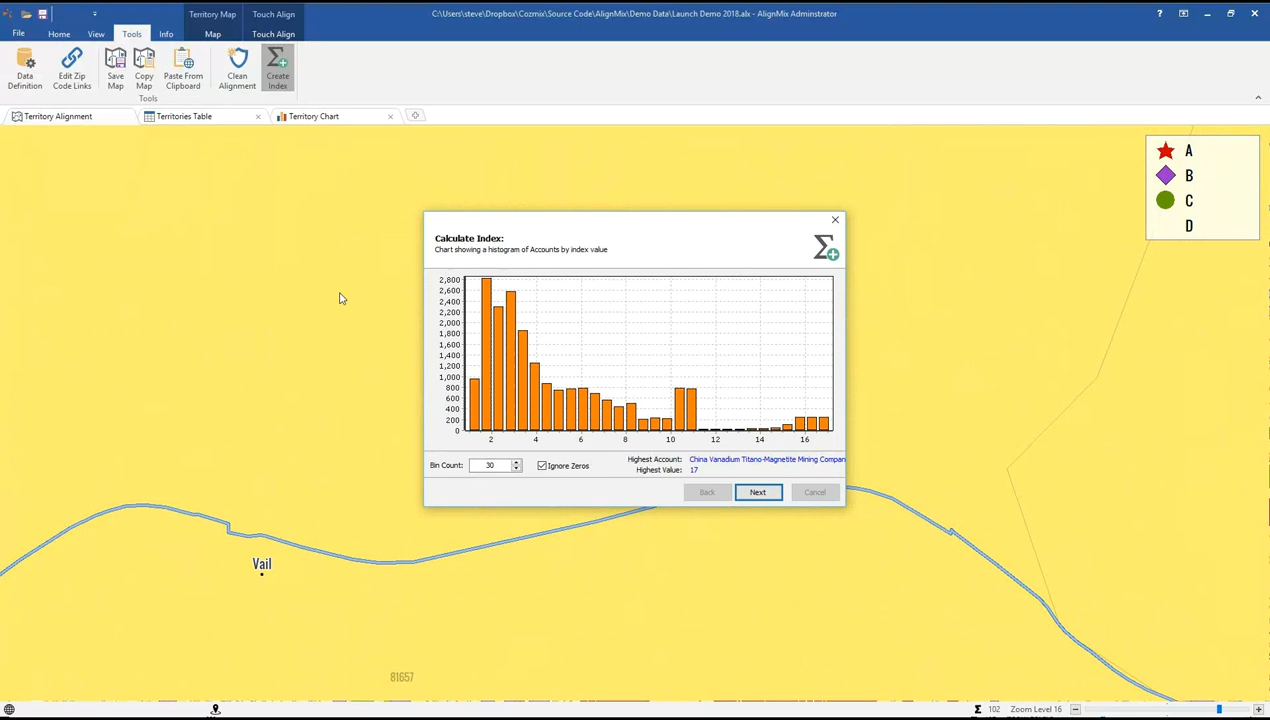 Territory Map
Touch Align
C:\Users\steve\Dropbox\Cozmix\Source Code\AlignMix\Demo Data\Launch Demo 2018.alx - AlignMix Adminstrator
?
File
Home
View
Tools
Info
Map
Touch Align
Data Definition
Edit Zip Code Links
Save Map
Copy Map
Paste From Clipboard
Clean Alignment
Create Index
Tools
Territory Alignment
Territories Table
Territory Chart
A
B
C
D
Calculate Index:
Chart showing a histogram of Accounts by index value
2,800
2,600
2,400
2,200
2,000
1,800
1,600
1,400
1,200
1,000
800
600
400
200
0
2 4 6 8 10 12 14 16
Bin Count: 30
Ignore Zeros
Highest Account: China Vanadium Titano-Magnetite Mining Compan
Highest Value: 17
Back
Next
Cancel
Vail
81657
Σ 102 Zoom Level 16